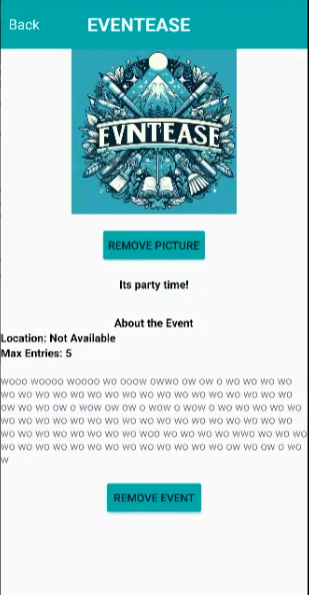 Back
EVENTEASE
EVNTEASE
REMOVE PICTURE
Its party time!
About the Event
Location: Not Available
Max Entries: 5
wooo woooo woooo wo ooow owwo ow ow o wo wo wo wo
wo wo wo wo wo wo wo wo wo wo wo wo wo wo wo wo
ow wo wo ow o wow ow ow o wow o wow o wo wo wo wo wo
wo wo wo wo wo wo wo wo wo wo wo wo wo wo wo wo
wo wo wo wo wo wo wo woo wo wo wo wo wwo wo wo wo
wo wo wo wo wo wo wo wo wo wo wo wo ow wo ow o wo
w
REMOVE EVENT